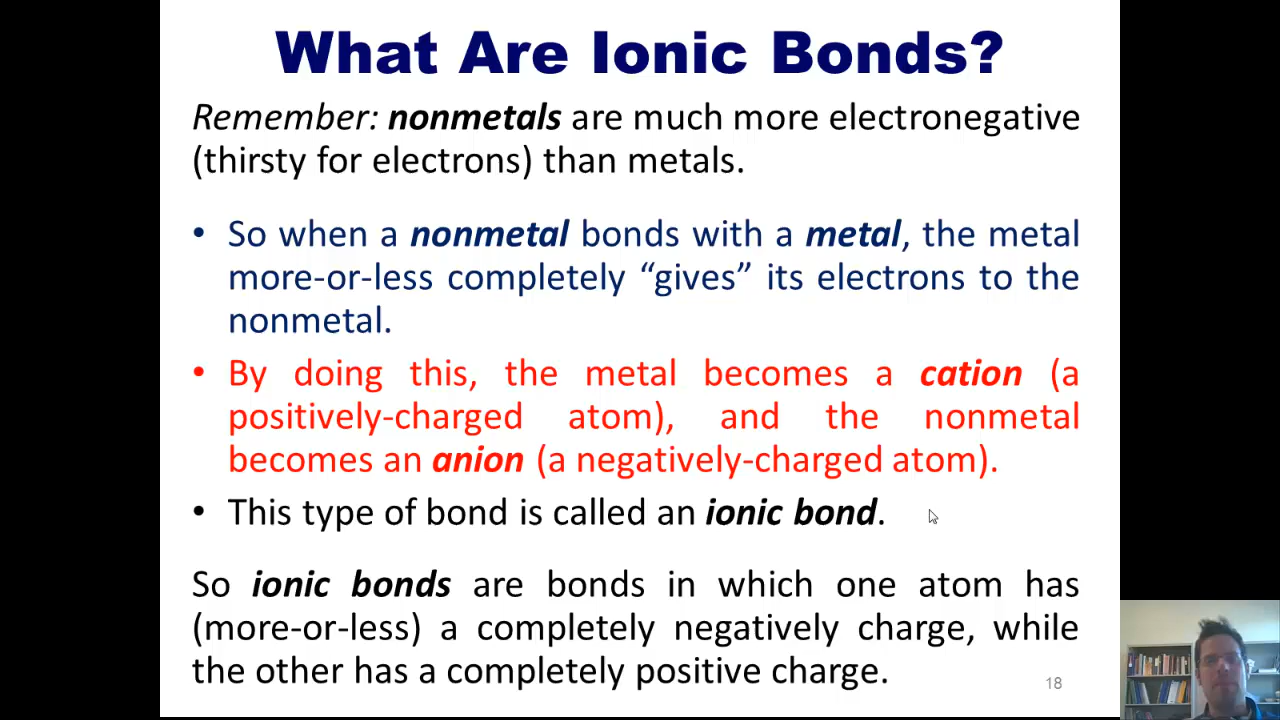 What Are Ionic Bonds?
Remember: nonmetals are much more electronegative
(thirsty for electrons) than metals.
• So when a nonmetal bonds with a metal, the metal
more-or-less completely “gives” its electrons to the
nonmetal.
• By doing this, the metal becomes a cation (a
positively-charged atom), and the nonmetal
becomes an anion (a negatively-charged atom).
• This type of bond is called an ionic bond.
So ionic bonds are bonds in which one atom has
(more-or-less) a completely negatively charge, while
the other has a completely positive charge.
18